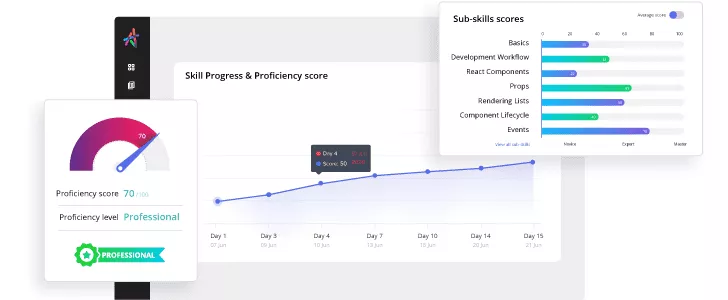 Sub-skills scores
Average score
0 20 40 60 80 100
Basics
Development Workflow
React Components
Props
Rendering Lists
Component Lifecycle
Events
View all sub-skills
Novice Expert Master
Skill Progress & Proficiency score
Day 4
Score: 50
Day 1 Day 3 Day 4 Day 7 Day 10 Day 14 Day 15
07 Jun 09 Jun 10 Jun 13 Jun 16 Jun 20 Jun 21 Jun
70
Proficiency score 70 /100
Proficiency level Professional
PROFESSIONAL